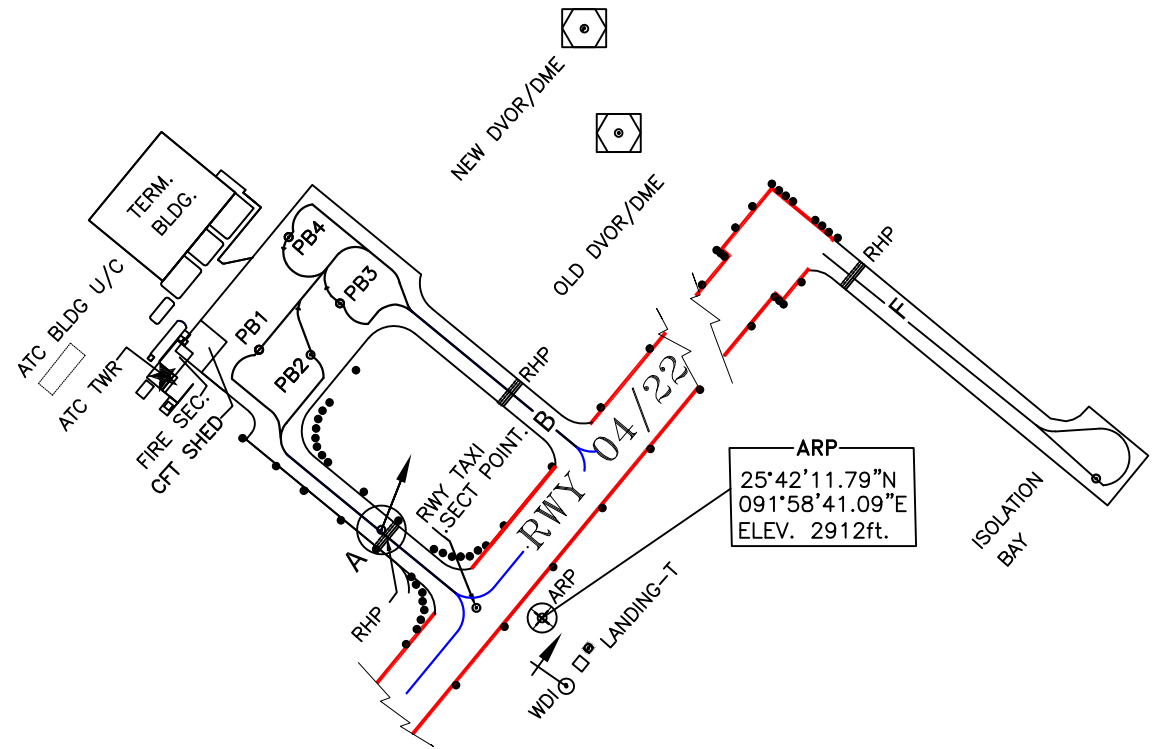 NEW DVOR/DME
OLD DVOR/DME
TERM.
BLDG.
PB4
PB3
PB1
PB2
ATC BLDG U/C
ATC TWR
FIRE SEC.
CFT SHED
RHP
RHP
F
B
RWY 04/22
RWY TAXI
.SECT POINT.
A
RHP
ARP
25°42'11.79"N
091°58'41.09"E
ELEV. 2912ft.
ISOLATION
BAY
ARP
LANDING-T
WDI